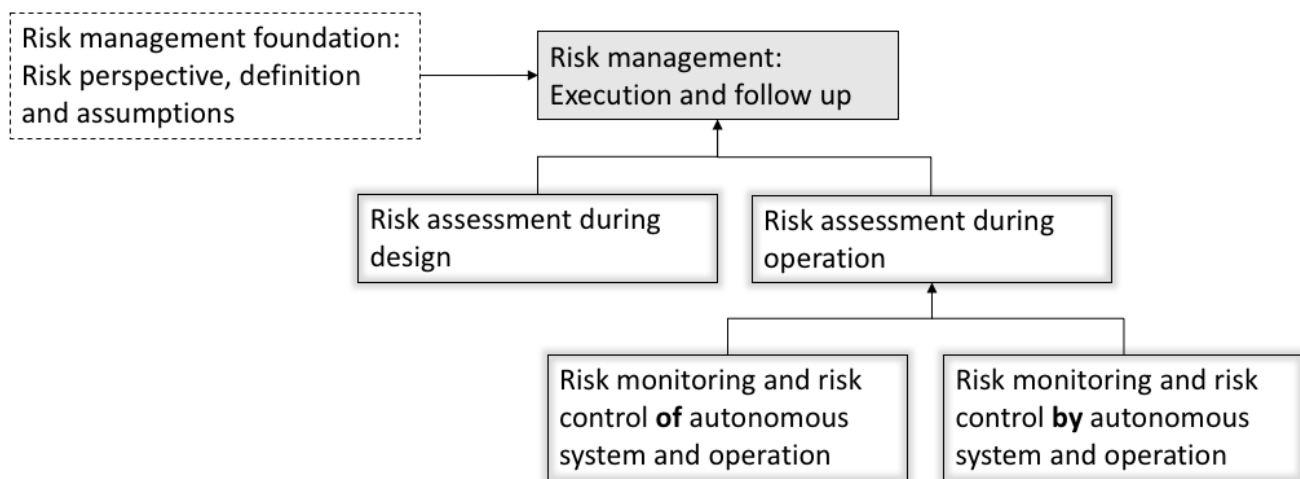 Risk management foundation:
Risk perspective, definition
and assumptions
Risk management:
Execution and follow up
Risk assessment during
design
Risk assessment during
operation
Risk monitoring and risk
control of autonomous
system and operation
Risk monitoring and risk
control by autonomous
system and operation